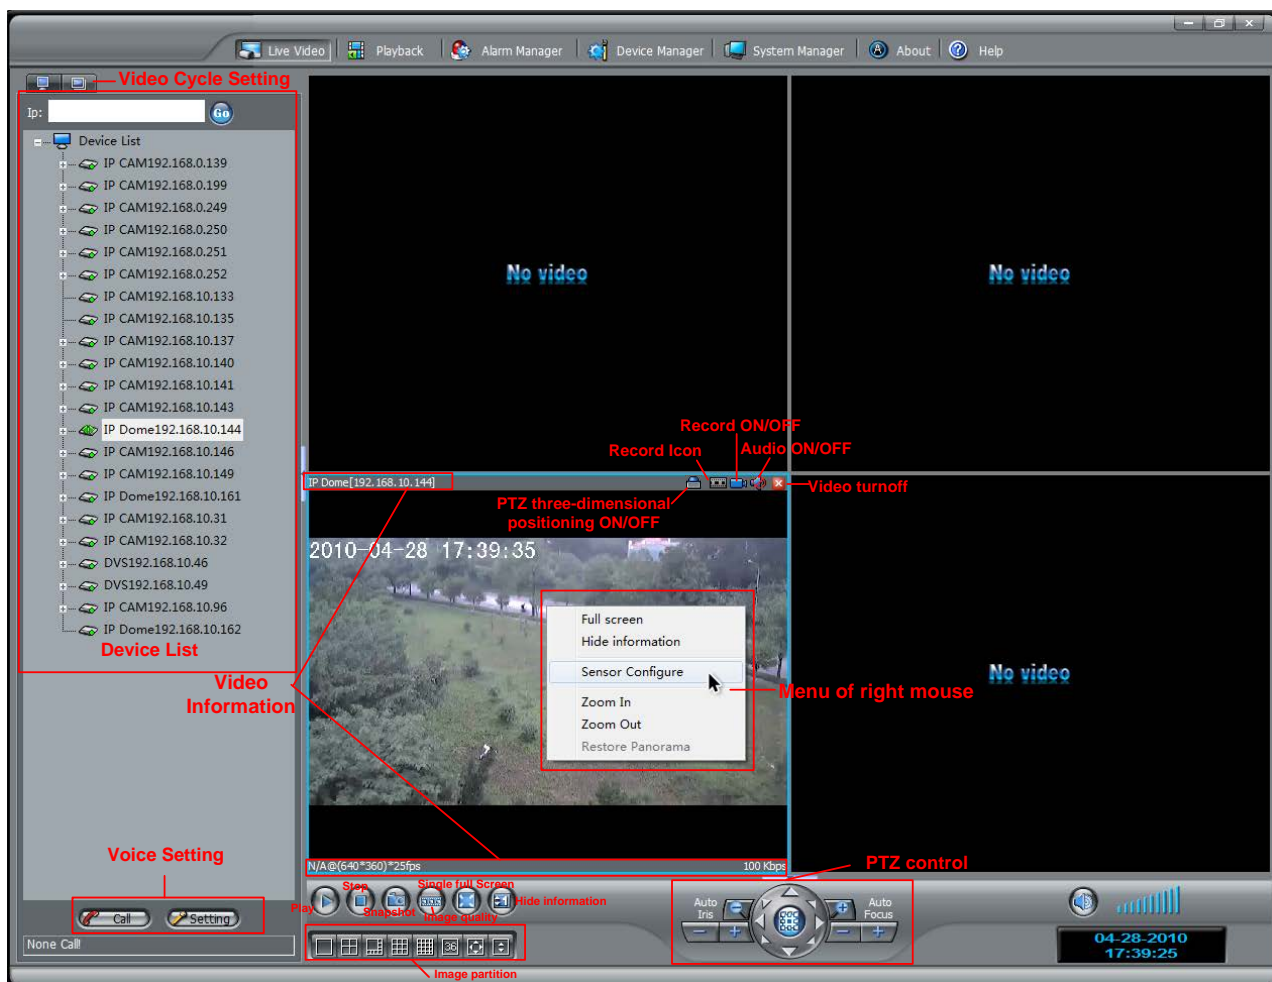 Live Video
Playback
Alarm Manager
Device Manager
System Manager
About
Help
Video Cycle Setting
Ip:
Go
Device List
IP CAM192.168.0.139
IP CAM192.168.0.199
IP CAM192.168.0.249
IP CAM192.168.0.250
IP CAM192.168.0.251
IP CAM192.168.0.252
IP CAM192.168.10.133
IP CAM192.168.10.135
IP CAM192.168.10.137
IP CAM192.168.10.140
IP CAM192.168.10.141
IP CAM192.168.10.143
IP Dome192.168.10.144
IP CAM192.168.10.146
IP CAM192.168.10.149
IP Dome192.168.10.161
IP CAM192.168.10.31
IP CAM192.168.10.32
DVS192.168.10.46
DVS192.168.10.49
IP CAM192.168.10.96
IP Dome192.168.10.162
Device List
No video
No video
Record ON/OFF
Record Icon
Audio ON/OFF
IP Dome[192.168.10.144]
Video turnoff
PTZ three-dimensional
positioning ON/OFF
2010-04-28 17:39:35
Full screen
Hide information
Sensor Configure
Zoom In
Zoom Out
Restore Panorama
Menu of right mouse
No video
Video
Information
N/A@(640*360)*25fps
100 Kbps
Voice Setting
Call
Setting
None Call!
Play
Stop
Snapshot
Single full Screen
Image quality
Hide information
36
Image partition
PTZ control
Auto
Iris
Auto
Focus
04-28-2010
17:39:25